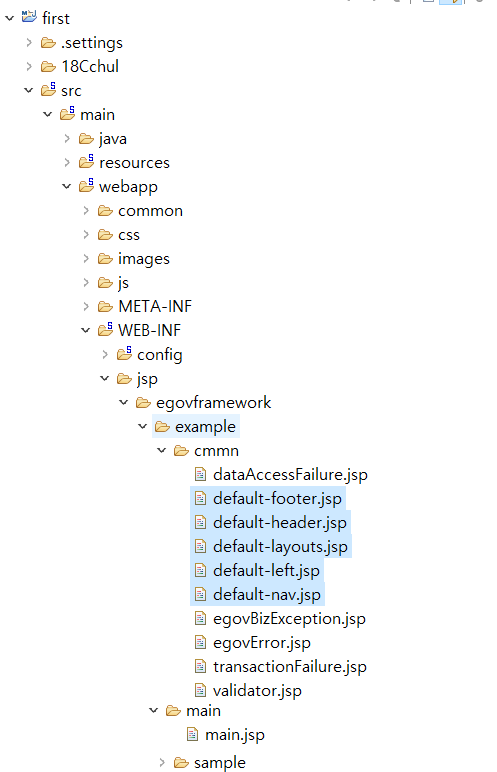 first
.settings
18Cchul
src
main
java
resources
webapp
common
css
images
js
META-INF
WEB-INF
config
jsp
egovframework
example
cmmn
dataAccessFailure.jsp
default-footer.jsp
default-header.jsp
default-layouts.jsp
default-left.jsp
default-nav.jsp
egovBizException.jsp
egovError.jsp
transactionFailure.jsp
validator.jsp
main
main.jsp
sample